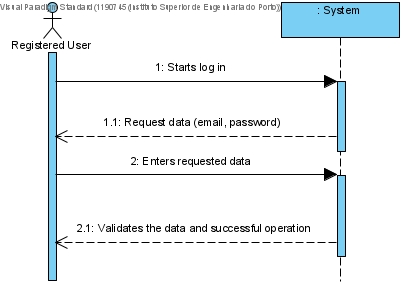 Visual Paradigm Standard (1190745 (Instituto Superior de Engenharia do Porto))
: System
Registered User
1: Starts log in
1.1: Request data (email, password)
2: Enters requested data
2.1: Validates the data and successful operation